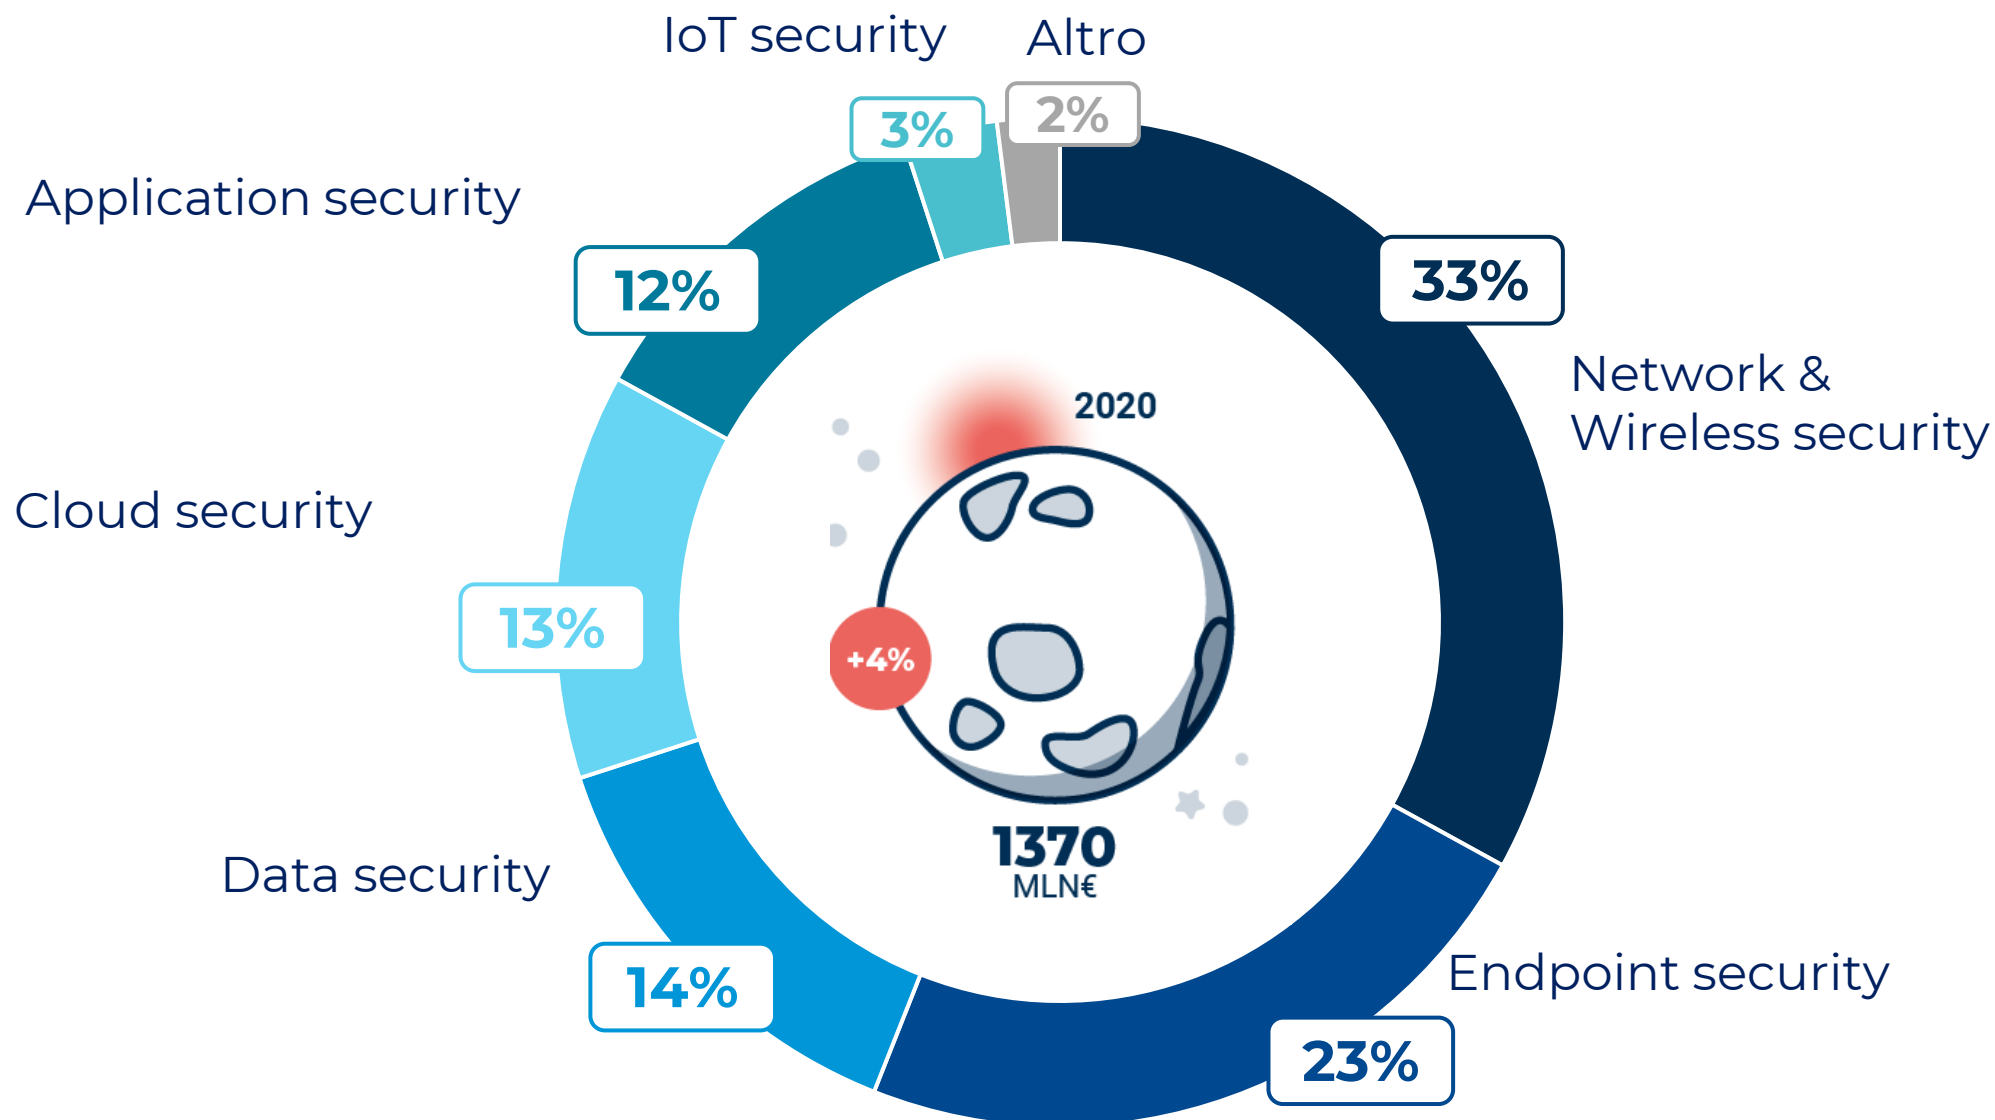 IoT security
Altro
3%
2%
Application security
12%
33%
Network &
Wireless security
2020
Cloud security
13%
+4%
1370
MLN€
Data security
14%
Endpoint security
23%